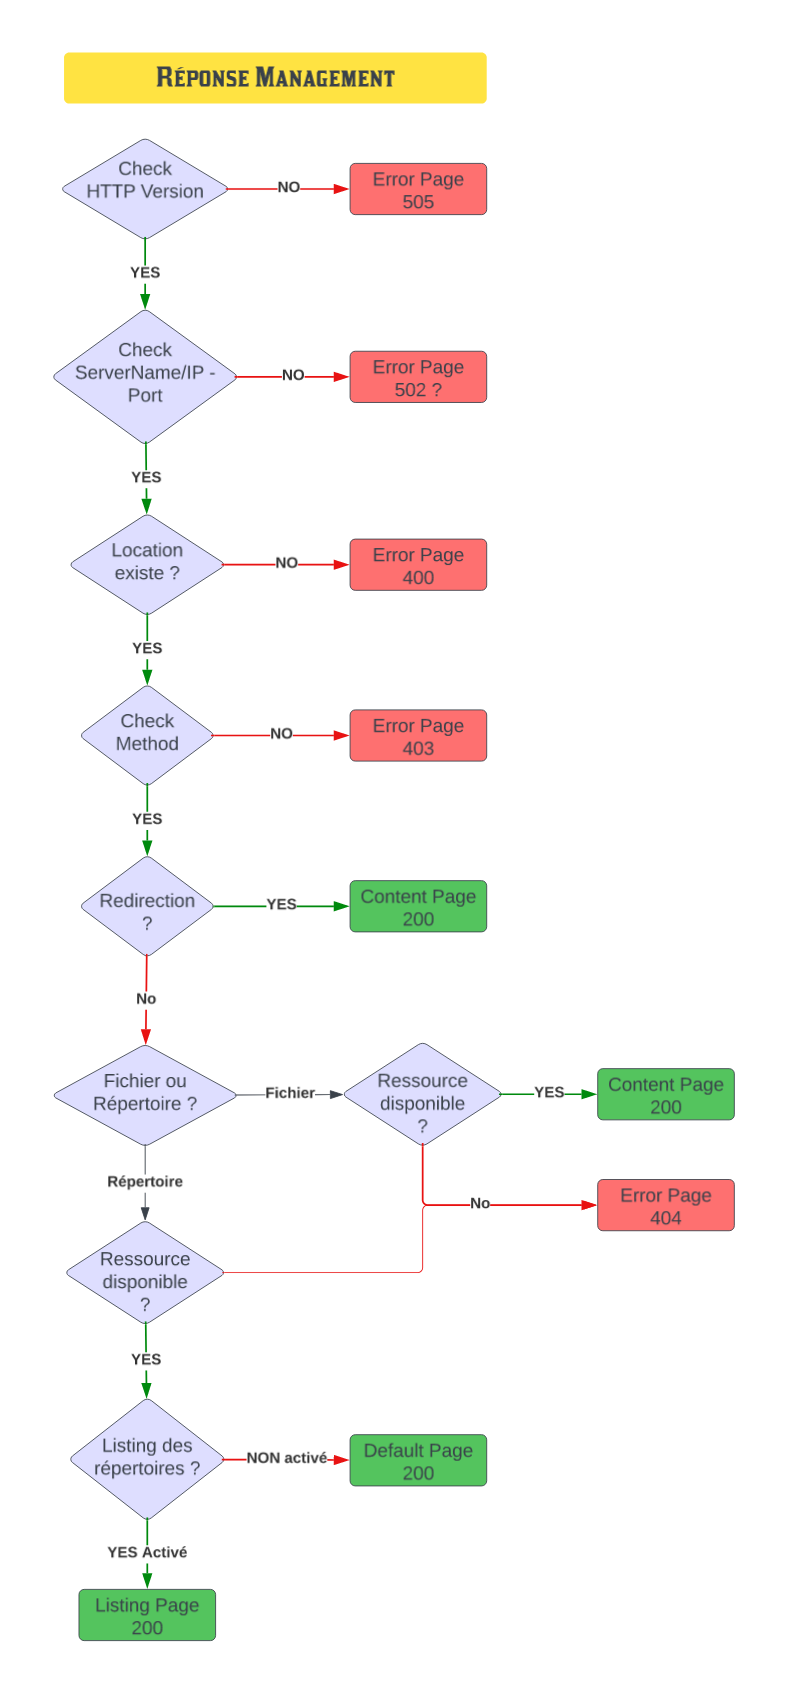 RÉPONSE MANAGEMENT
Check
HTTP Version
NO
Error Page
505
YES
Check
ServerName/IP -
Port
NO
Error Page
502 ?
YES
Location
existe ?
NO
Error Page
400
YES
Check
Method
NO
Error Page
403
YES
Redirection
?
YES
Content Page
200
No
Fichier ou
Répertoire ?
Fichier
Ressource
disponible
?
YES
Content Page
200
Répertoire
No
Error Page
404
Ressource
disponible
?
YES
Listing des
répertoires ?
NON activé
Default Page
200
YES Activé
Listing Page
200